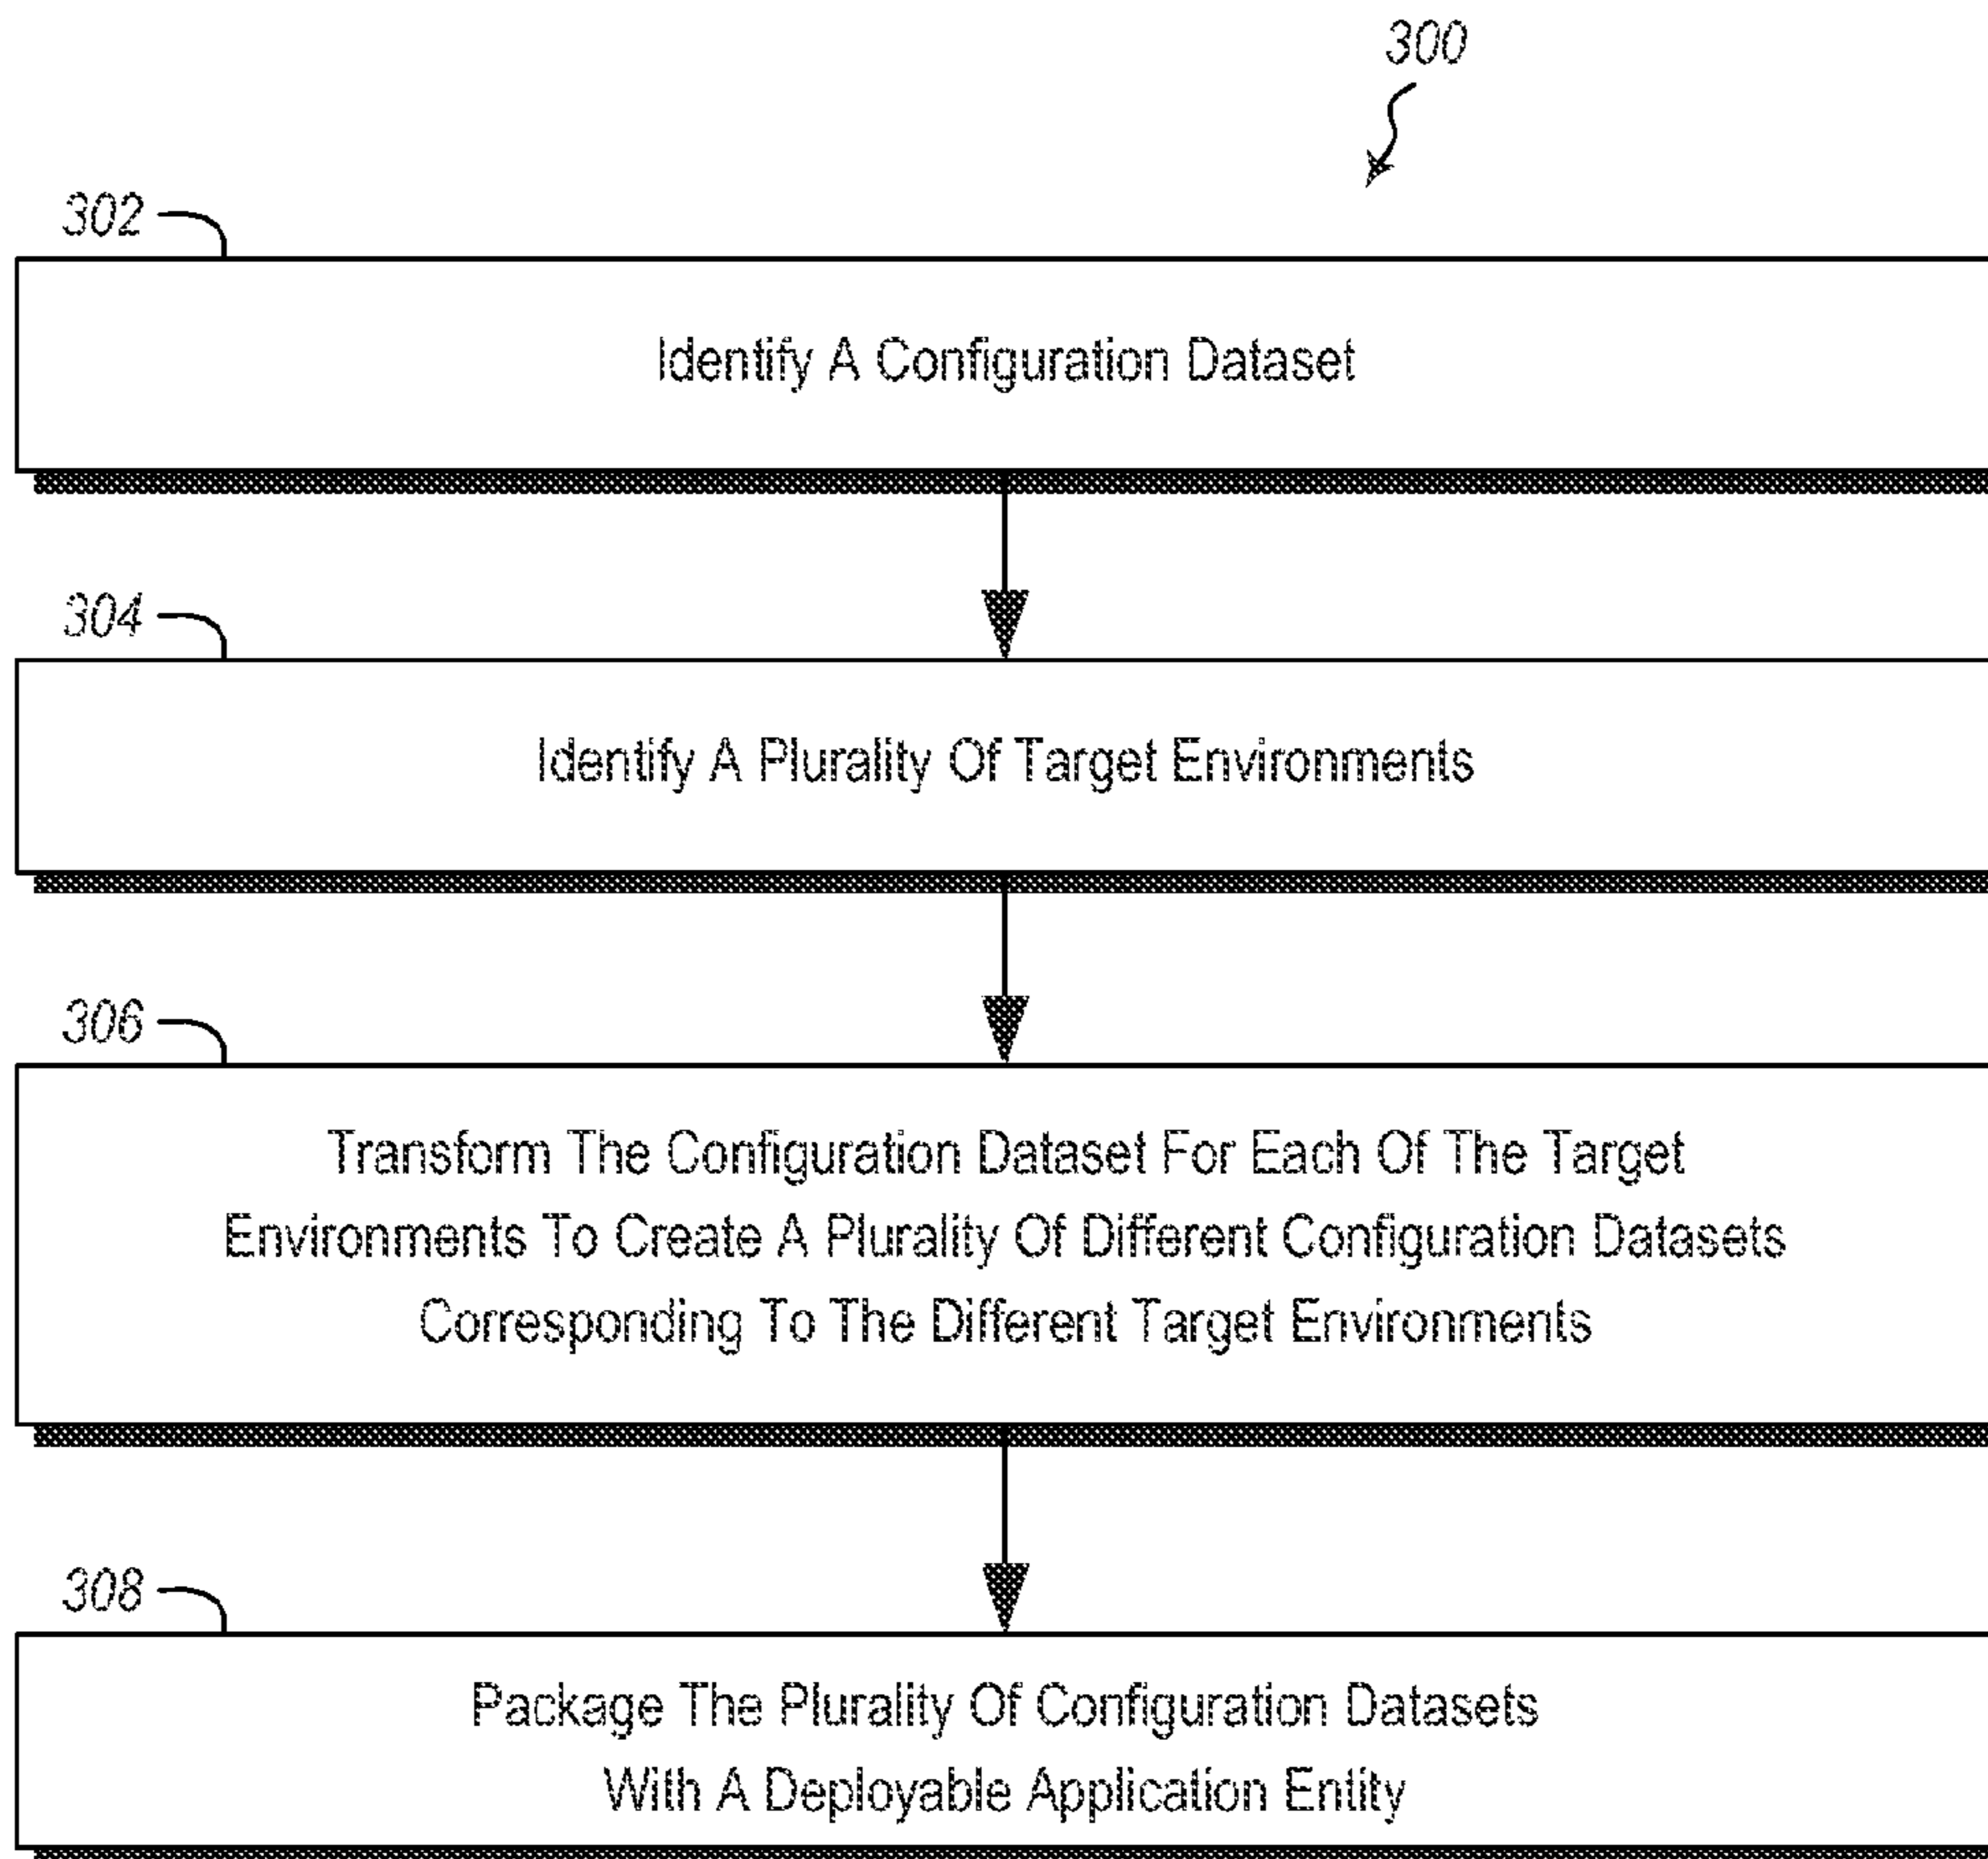 300
302
Identify A Configuration Dataset
304
Identify A Plurality Of Target Environments
306
Transform The Configuration Dataset For Each Of The Target
Environments To Create A Plurality Of Different Configuration Datasets
Corresponding To The Different Target Environments
308
Package The Plurality Of Configuration Datasets
With A Deployable Application Entity